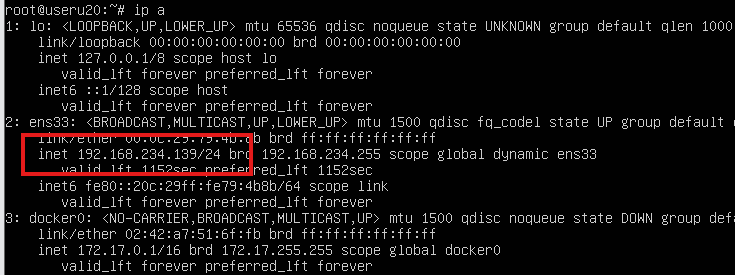 root@useru20:~# ip a
1: lo: <LOOPBACK,UP,LOWER_UP> mtu 65536 qdisc noqueue state UNKNOWN group default qlen 1000
link/loopback 00:00:00:00:00:00 brd 00:00:00:00:00:00
inet 127.0.0.1/8 scope host lo
valid_lft forever preferred_lft forever
inet6 ::1/128 scope host
valid_lft forever preferred_lft forever
2: ens33: <BROADCAST,MULTICAST,UP,LOWER_UP> mtu 1500 qdisc fq_codel state UP group default
link/ether 00:0c:29:79:4b:8b brd ff:ff:ff:ff:ff:ff
inet 192.168.234.139/24 brd 192.168.234.255 scope global dynamic ens33
valid_lft 1152sec preferred_lft 1152sec
inet6 fe80::20c:29ff:fe79:4b8b/64 scope link
valid_lft forever preferred_lft forever
3: docker0: <NO-CARRIER,BROADCAST,MULTICAST,UP> mtu 1500 qdisc noqueue state DOWN group defa
link/ether 02:42:a7:51:6f:fb brd ff:ff:ff:ff:ff:ff
inet 172.17.0.1/16 brd 172.17.255.255 scope global docker0
valid_lft forever preferred_lft forever